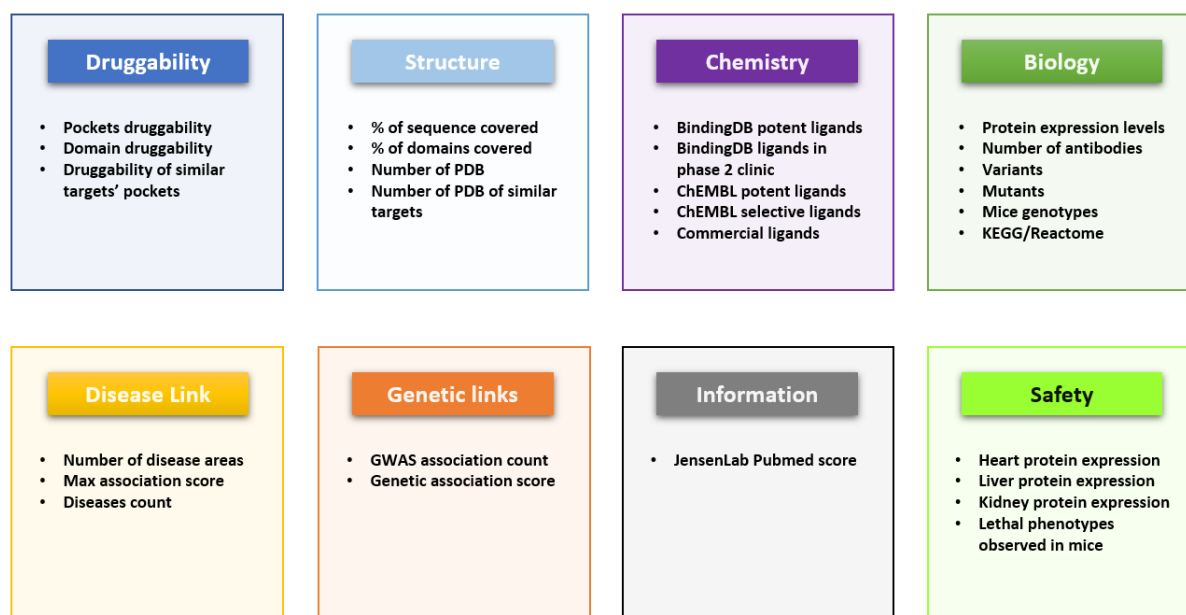 Druggability
• Pockets druggability
• Domain druggability
• Druggability of similar
targets’ pockets
Structure
• % of sequence covered
• % of domains covered
• Number of PDB
• Number of PDB of similar
targets
Chemistry
• BindingDB potent ligands
• BindingDB ligands in
phase 2 clinic
• ChEMBL potent ligands
• ChEMBL selective ligands
• Commercial ligands
Biology
• Protein expression levels
• Number of antibodies
• Variants
• Mutants
• Mice genotypes
• KEGG/Reactome
Disease Link
• Number of disease areas
• Max association score
• Diseases count
Genetic links
• GWAS association count
• Genetic association score
Information
• JensenLab Pubmed score
Safety
• Heart protein expression
• Liver protein expression
• Kidney protein expression
• Lethal phenotypes
observed in mice